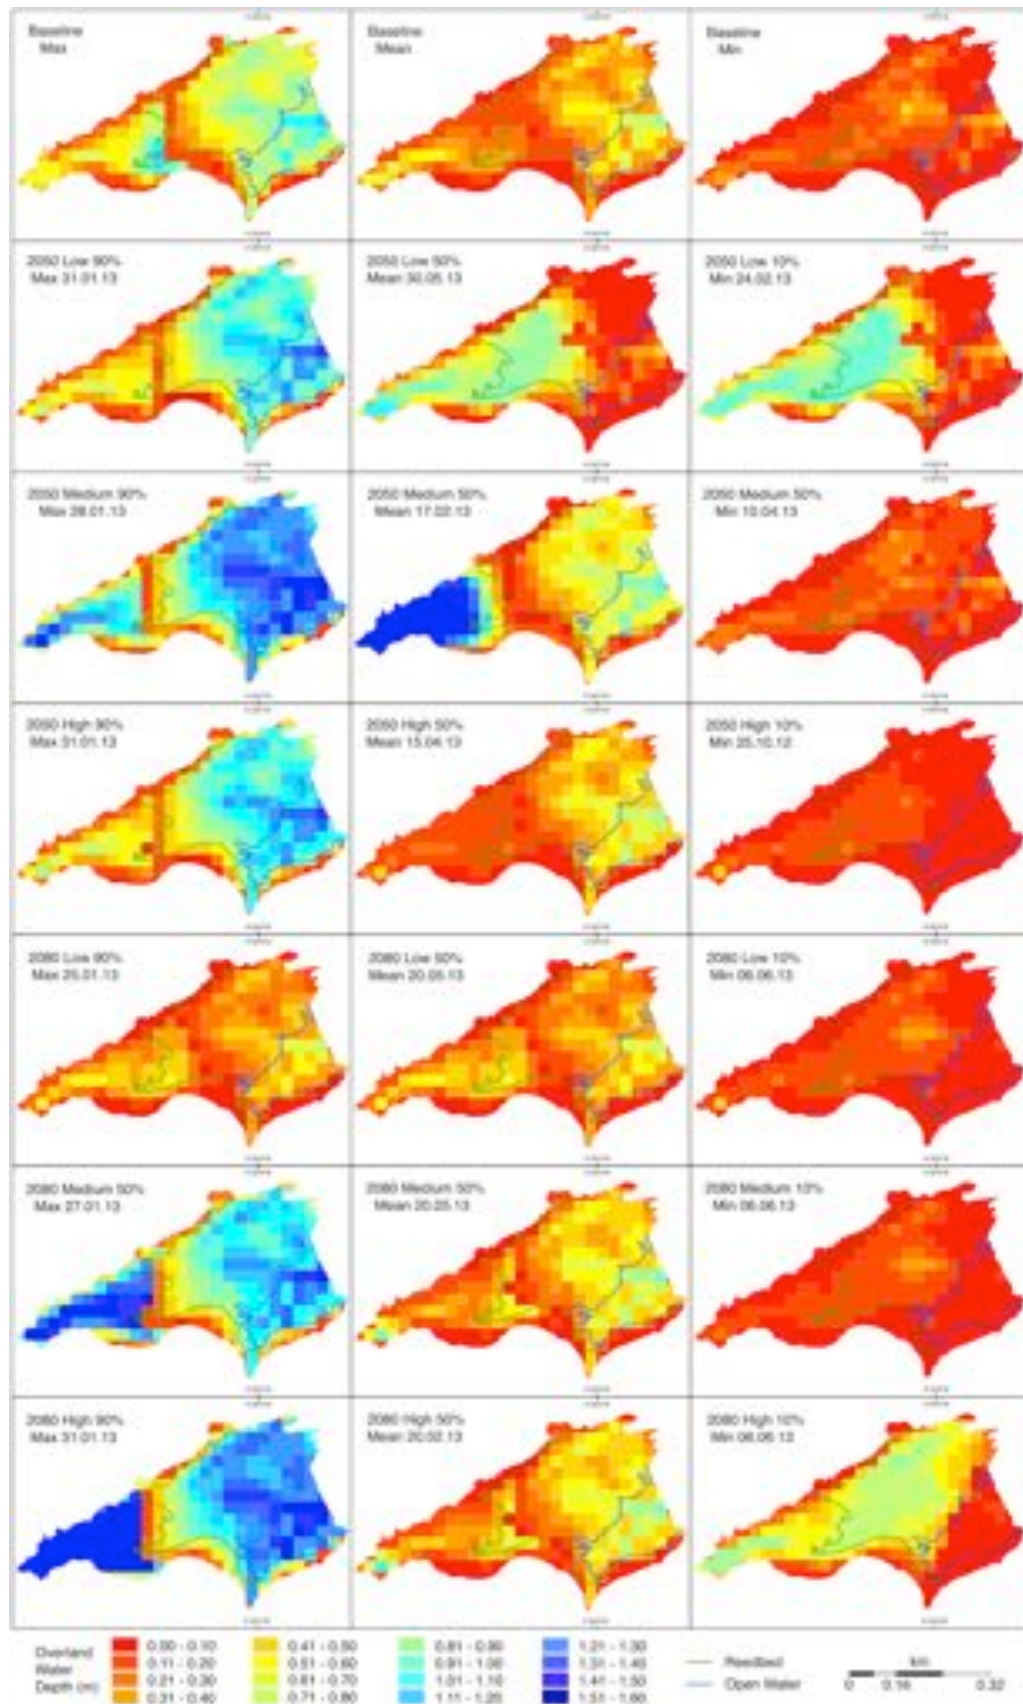 Baseline
Max
Baseline
Mean
Baseline
Min
2050 Low 90%
Max 31.01.13
2050 Low 50%
Mean 30.05.13
2050 Low 10%
Min 24.02.13
2050 Medium 90%
Max 28.01.13
2050 Medium 50%
Mean 17.02.13
2050 Medium 50%
Min 10.04.13
2050 High 90%
Max 31.01.13
2050 High 50%
Mean 15.04.13
2050 High 10%
Min 25.10.12
2080 Low 90%
Max 25.01.13
2080 Low 50%
Mean 20.05.13
2080 Low 10%
Min 06.06.13
2080 Medium 50%
Max 27.01.13
2080 Medium 50%
Mean 20.05.13
2080 Medium 10%
Min 06.06.13
2080 High 90%
Max 31.01.13
2080 High 50%
Mean 20.02.13
2080 High 10%
Min 06.06.13
Overland
Water
Depth (m)
0.00 - 0.10
0.11 - 0.20
0.21 - 0.30
0.31 - 0.40
0.41 - 0.50
0.51 - 0.60
0.61 - 0.70
0.71 - 0.80
0.81 - 0.90
0.91 - 1.00
1.01 - 1.10
1.11 - 1.20
1.21 - 1.30
1.31 - 1.40
1.41 - 1.50
1.51 - 1.60
Reedbed
Open Water
km
0 0.16 0.32